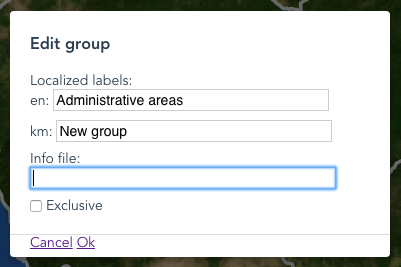 Edit group
Localized labels:
en: Administrative areas
km: New group
Info file:
Exclusive
Cancel Ok